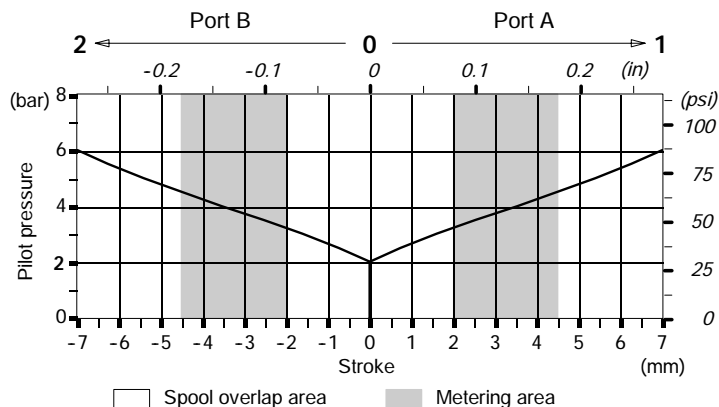 Port B Port A
2 0 1
-0.2 -0.1 0 0.1 0.2 (in)
(bar) 8 (psi)
100
6
75
4
50
2
25
0 0
Pilot pressure
-7 -6 -5 -4 -3 -2 -1 0 1 2 3 4 5 6 7
Stroke (mm)
Spool overlap area Metering area